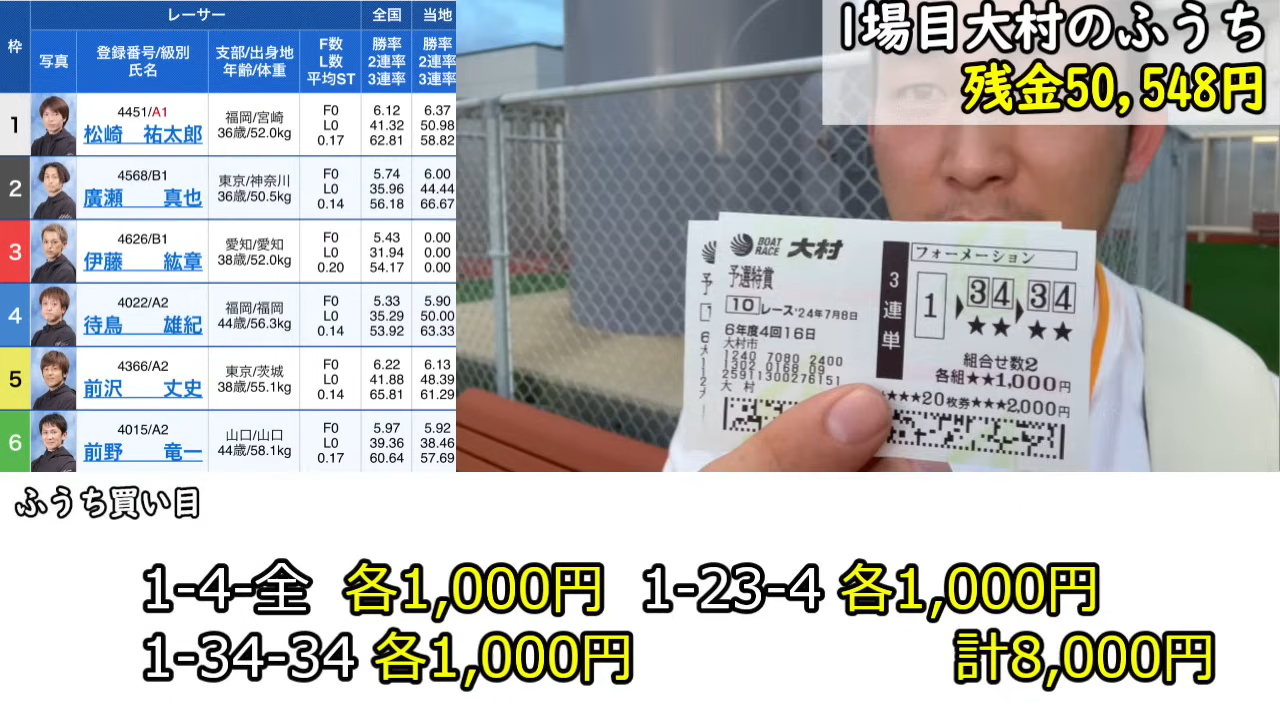 レーサー 全国 当地
枠 写真 登録番号/級別 氏名 支部/出身地 年齢/体重 F数 L数 平均ST 勝率 2連率 3連率 勝率 2連率 3連率
1 4451/A1 松崎 祐太郎 福岡/宮崎 36歳/52.0kg F0 L0 0.17 6.12 41.32 62.81 6.37 50.98 58.82
2 4568/B1 廣瀬 真也 東京/神奈川 36歳/50.5kg F0 L0 0.14 5.74 35.96 56.18 6.00 44.44 66.67
3 4626/B1 伊藤 紘章 愛知/愛知 38歳/52.0kg F0 L0 0.20 5.43 31.94 54.17 0.00 0.00 0.00
4 4022/A2 待鳥 雄紀 福岡/福岡 44歳/56.3kg F0 L0 0.14 5.33 35.29 53.92 5.90 50.00 63.33
5 4366/A2 前沢 丈史 東京/茨城 38歳/55.1kg F0 L0 0.14 6.22 41.88 65.81 6.13 48.39 61.29
6 4015/A2 前野 竜一 山口/山口 44歳/58.1kg F0 L0 0.17 5.97 39.36 60.64 5.92 38.46 57.69
1場目大村のふうち
残金50,548円
BOAT RACE 大村
予選特賞
10レース'24年7月8日
6年度4回16日
大村市
1240 7080 2400
1302 0168 09
25911300276151
大 村
3連単
フォーメーション
1 34 34
★★ ★★
組合せ数2
各組★★1,000円
★★★20枚券★★★2,000円
ふうち買い目
1-4-全 各1,000円 1-23-4 各1,000円
1-34-34 各1,000円 計8,000円